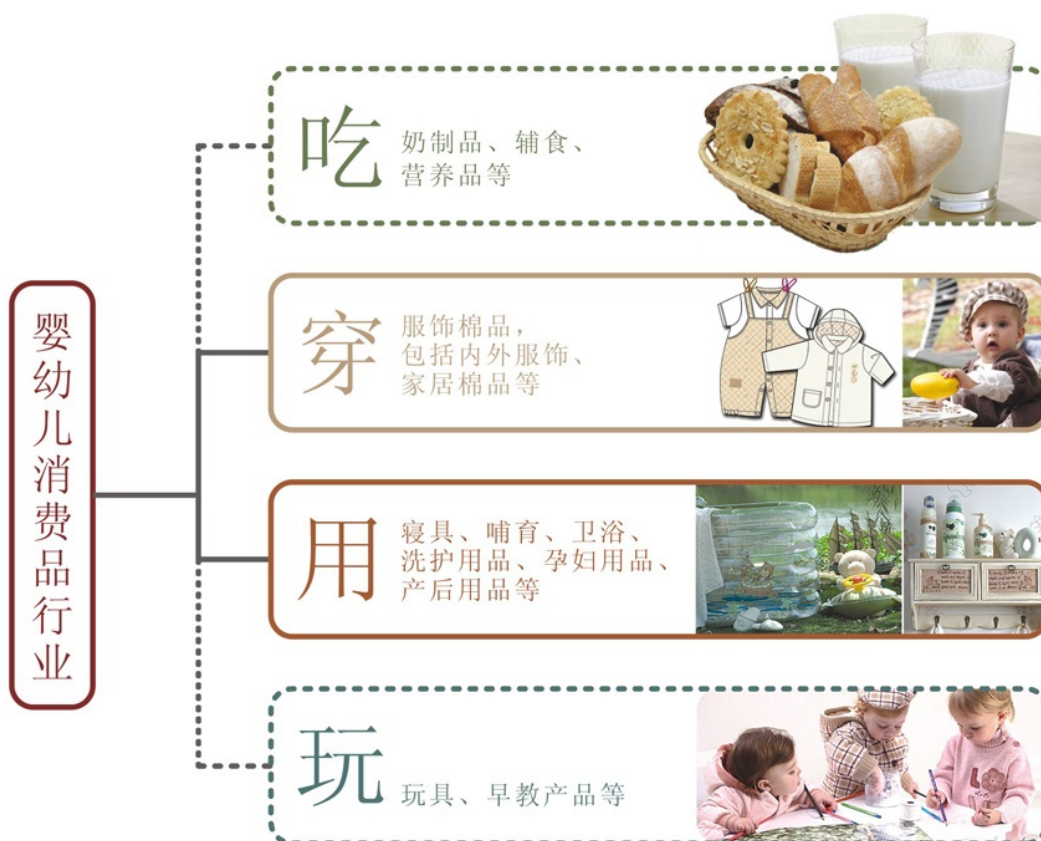 婴幼儿消费品行业
吃
奶制品、辅食、
营养品等
穿
服饰棉品，
包括内外服饰、
家居棉品等
用
寝具、哺育、卫浴、
洗护用品、孕妇用品、
产后用品等
玩
玩具、早教产品等